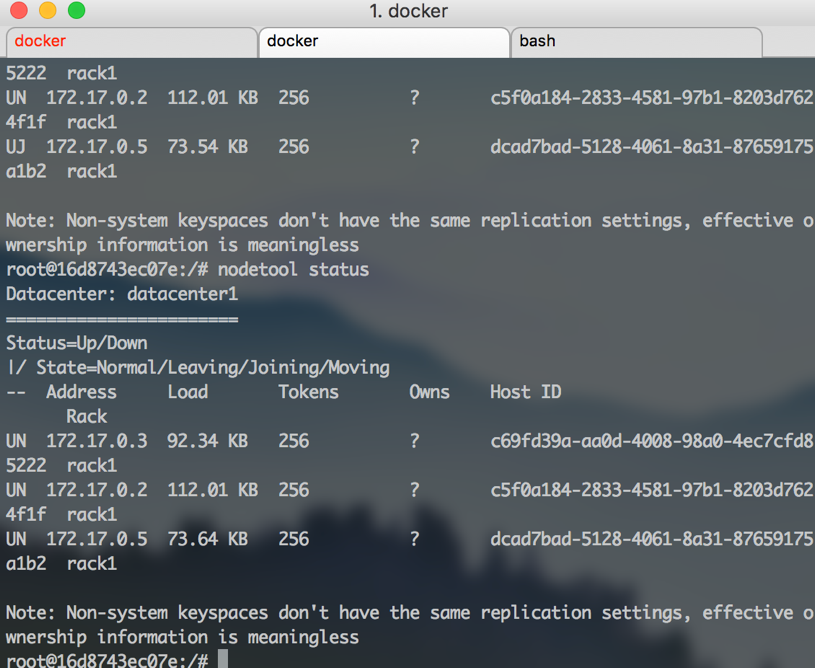 1. docker
docker docker bash
5222 rack1
UN 172.17.0.2 112.01 KB 256 ? c5f0a184-2833-4581-97b1-8203d762
4f1f rack1
UJ 172.17.0.5 73.54 KB 256 ? dcad7bad-5128-4061-8a31-87659175
a1b2 rack1
Note: Non-system keyspaces don't have the same replication settings, effective o
wnership information is meaningless
root@16d8743ec07e:/# nodetool status
Datacenter: datacenter1
=======================
Status=Up/Down
|/ State=Normal/Leaving/Joining/Moving
-- Address Load Tokens Owns Host ID
Rack
UN 172.17.0.3 92.34 KB 256 ? c69fd39a-aa0d-4008-98a0-4ec7cfd8
5222 rack1
UN 172.17.0.2 112.01 KB 256 ? c5f0a184-2833-4581-97b1-8203d762
4f1f rack1
UN 172.17.0.5 73.64 KB 256 ? dcad7bad-5128-4061-8a31-87659175
a1b2 rack1
Note: Non-system keyspaces don't have the same replication settings, effective o
wnership information is meaningless
root@16d8743ec07e:/#